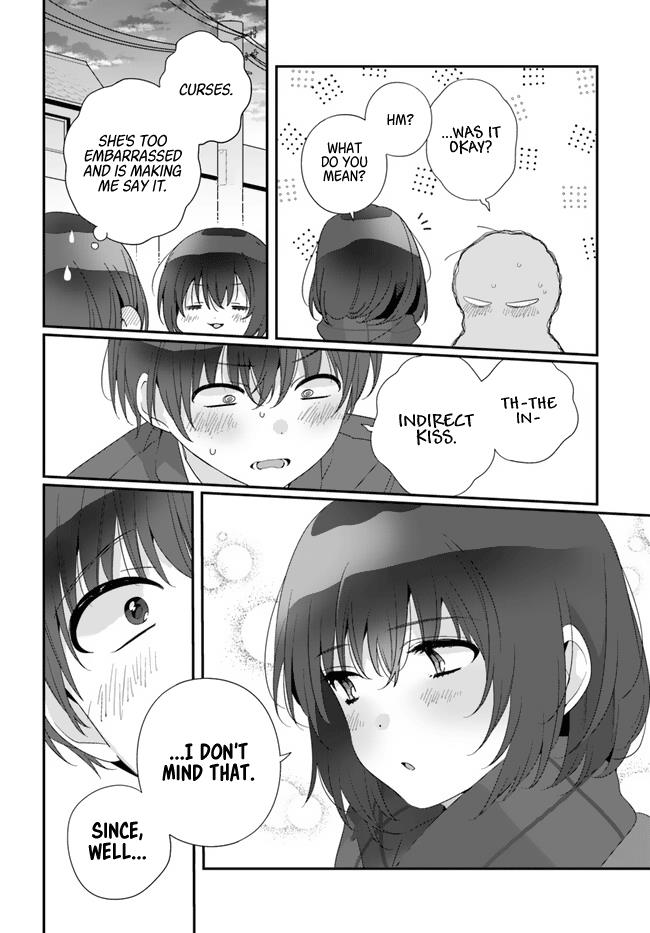 ...WAS IT
OKAY?
HM?
WHAT
DO YOU
MEAN?
CURSES.
SHE'S TOO
EMBARRASSED
AND IS MAKING
ME SAY IT.
TH-THE
IN-
INDIRECT
KISS.
...I DON'T
MIND THAT.
SINCE,
WELL...